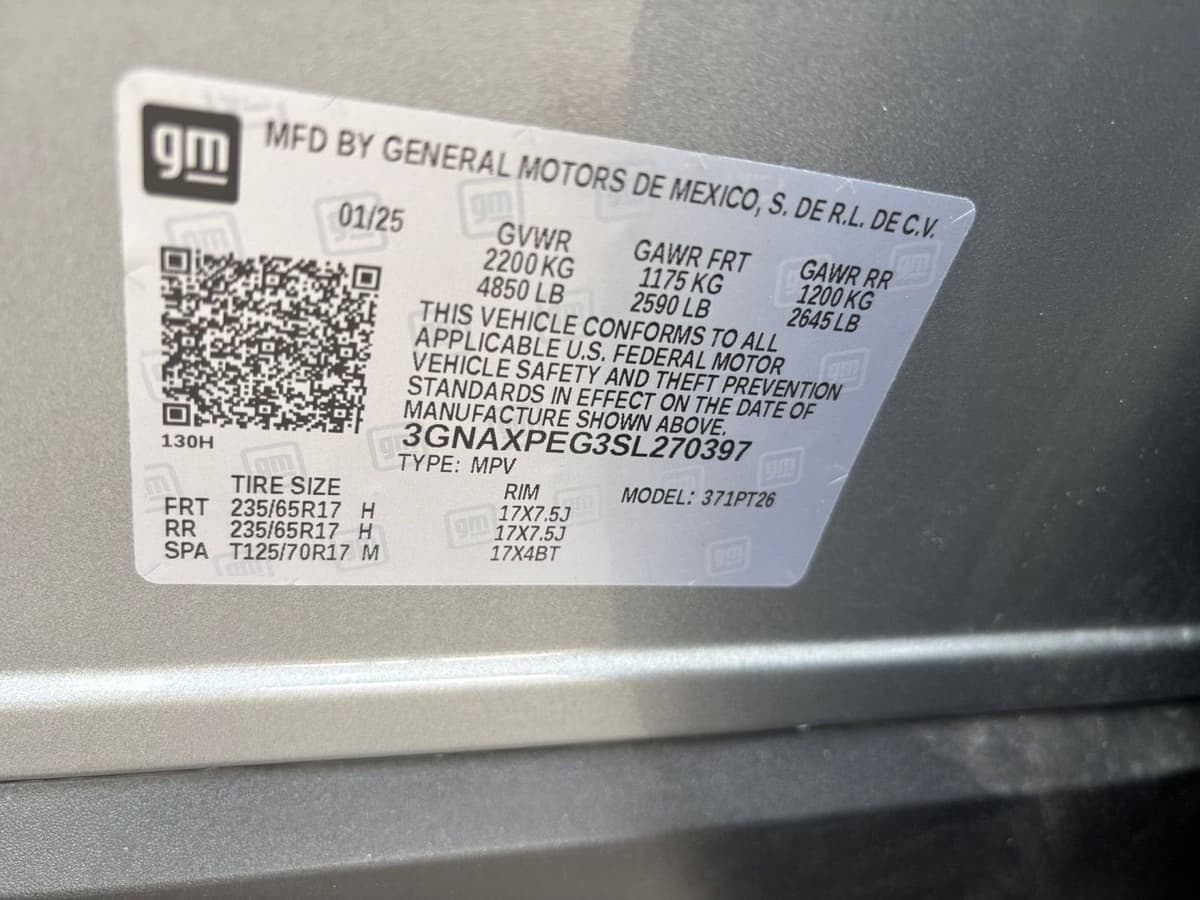 gm
MFD BY GENERAL MOTORS DE MEXICO, S. DE R.L. DE C.V.
01/25
GVWR GAWR FRT GAWR RR
2200 KG 1175 KG 1200 KG
4850 LB 2590 LB 2645 LB
THIS VEHICLE CONFORMS TO ALL
APPLICABLE U.S. FEDERAL MOTOR
VEHICLE SAFETY AND THEFT PREVENTION
STANDARDS IN EFFECT ON THE DATE OF
MANUFACTURE SHOWN ABOVE.
130H
3GNAXPEG3SL270397
TYPE: MPV
TIRE SIZE RIM MODEL: 371PT26
FRT 235/65R17 H 17X7.5J
RR 235/65R17 H 17X7.5J
SPA T125/70R17 M 17X4BT